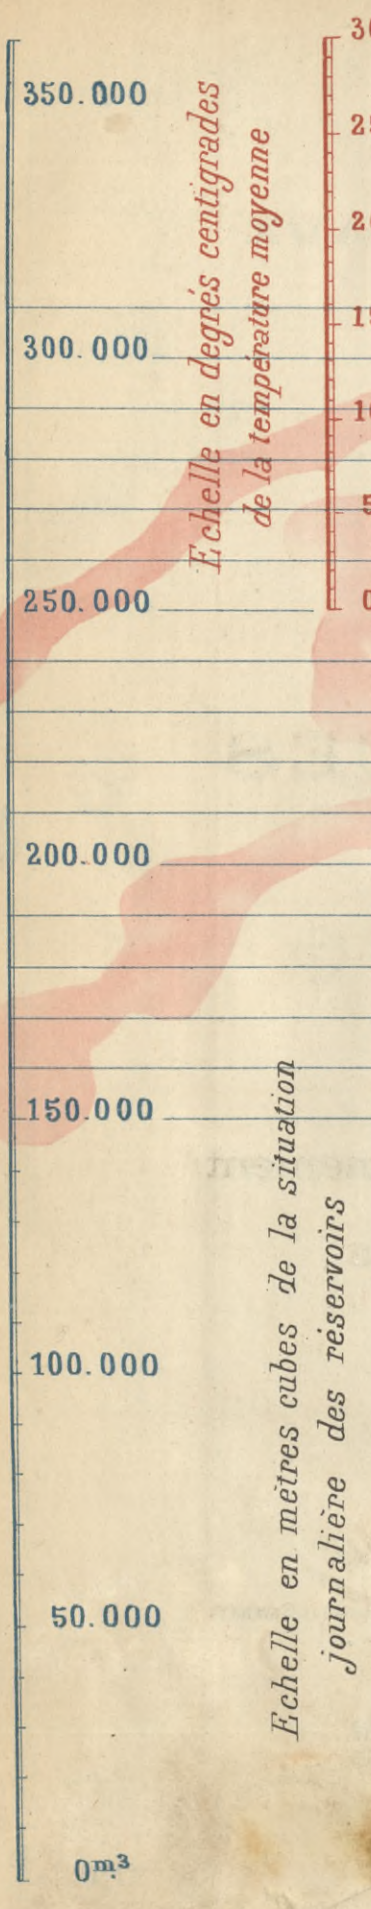 350.000
300.000
250.000
200.000
150.000
100.000
50.000
0m³
Echelle en degrés centigrades
de la température moyenne
Echelle en mètres cubes de la situation
journalière des réservoirs